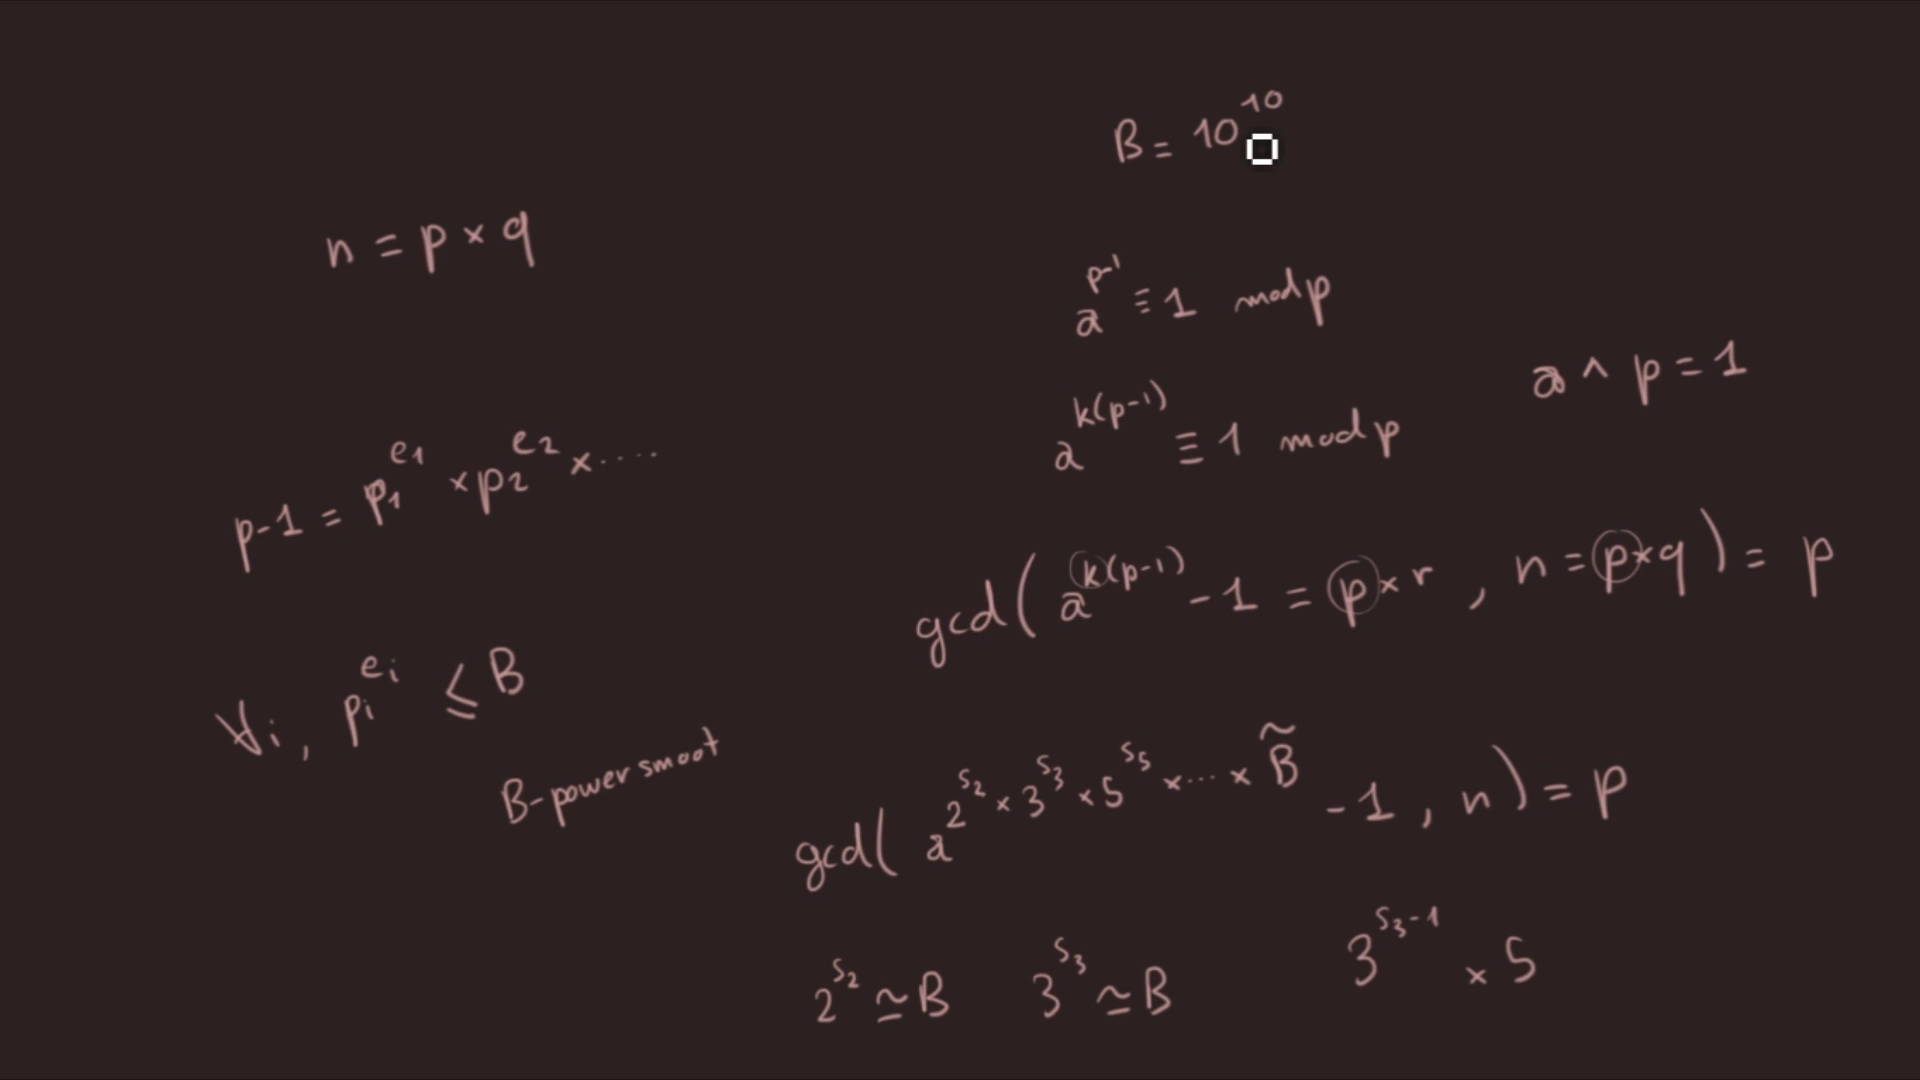 B = 10^10
n = p × q
a^(p-1) ≡ 1 mod p
a ∧ p = 1
a^(k(p-1)) ≡ 1 mod p
p-1 = p₁^e₁ × p₂^e₂ × ....
gcd( a^(k(p-1)) - 1 = p × r , n = p × q ) = p
∀i, pᵢ^eᵢ ≤ B
B-power smoot
gcd( a^(2^s₂ × 3^s₃ × 5^s₅ × ... × B̃) - 1 , n ) = p
2^s₂ ≃ B 3^s₃ ≃ B 3^(s₃-1) × 5